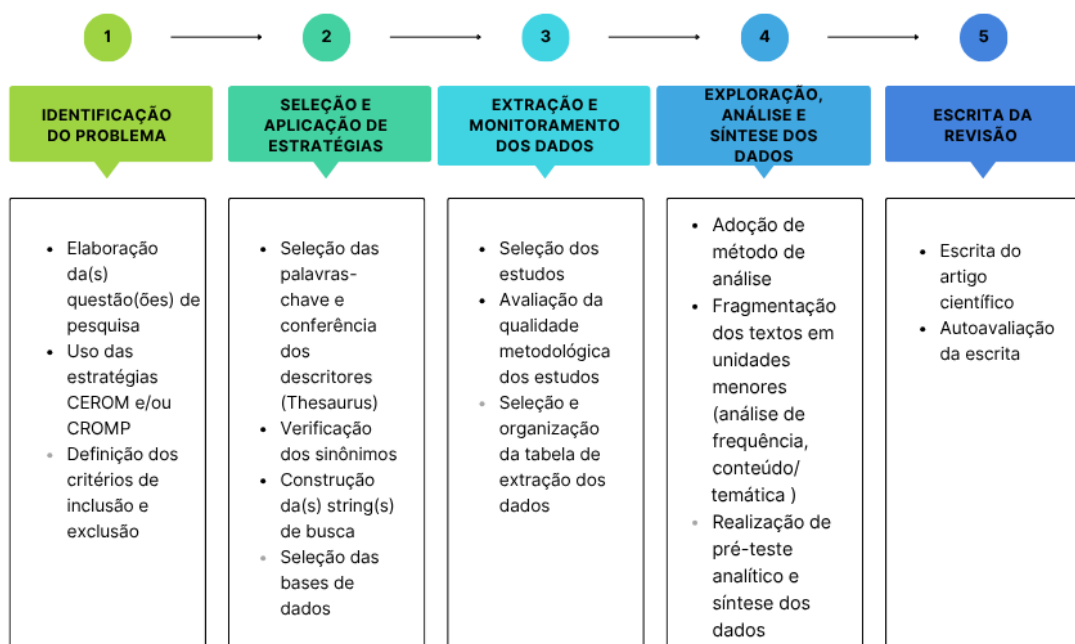 1
2
3
4
5
IDENTIFICAÇÃO
DO PROBLEMA
SELEÇÃO E
APLICAÇÃO DE
ESTRATÉGIAS
EXTRAÇÃO E
MONITORAMENTO
DOS DADOS
EXPLORAÇÃO,
ANÁLISE E
SÍNTESE DOS
DADOS
ESCRITA DA
REVISÃO
• Elaboração
da(s)
questão(ões) de
pesquisa
• Uso das
estratégias
CEROM e/ou
CROMP
• Definição dos
critérios de
inclusão e
exclusão
• Seleção das
palavras-
chave e
conferência
dos
descritores
(Thesaurus)
• Verificação
dos sinônimos
• Construção
da(s) string(s)
de busca
• Seleção das
bases de
dados
• Seleção dos
estudos
• Avaliação da
qualidade
metodológica
dos estudos
• Seleção e
organização
da tabela de
extração dos
dados
• Adoção de
método de
análise
• Fragmentação
dos textos em
unidades
menores
(análise de
frequência,
conteúdo/
temática )
• Realização de
pré-teste
analítico e
síntese dos
dados
• Escrita do
artigo
científico
• Autoavaliação
da escrita